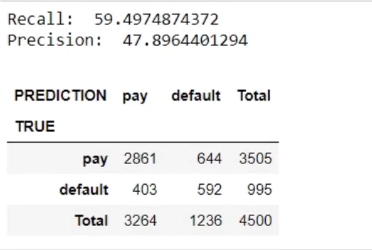 Recall:  59.4974874372
Precision:  47.8964401294
PREDICTION pay default Total
TRUE
pay 2861 644 3505
default 403 592 995
Total 3264 1236 4500